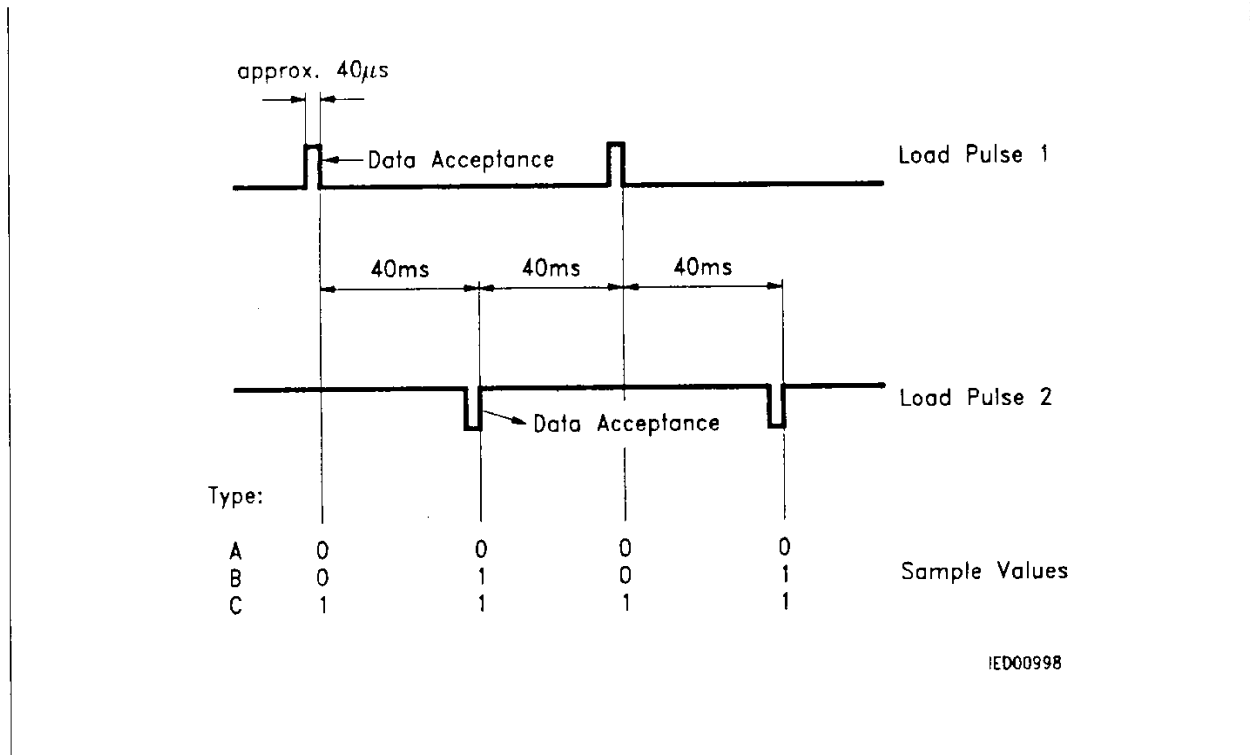 approx. 40μs
Data Acceptance
Load Pulse 1
40ms 40ms 40ms
Load Pulse 2
Data Acceptance
Type:
A 0 0 0 0
B 0 1 0 1 Sample Values
C 1 1 1 1
IED00998